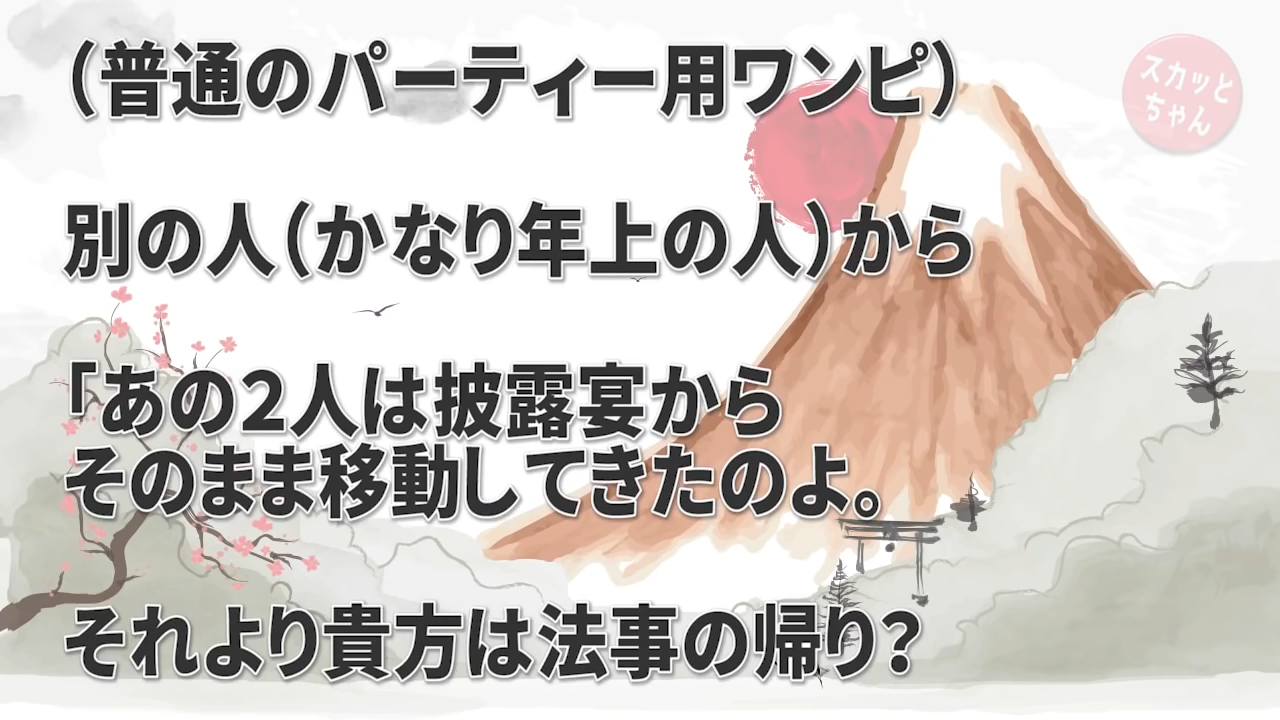 （普通のパーティー用ワンピ）
スカッと
ちゃん
別の人（かなり年上の人）から
「あの２人は披露宴から
そのまま移動してきたのよ。
それより貴方は法事の帰り？